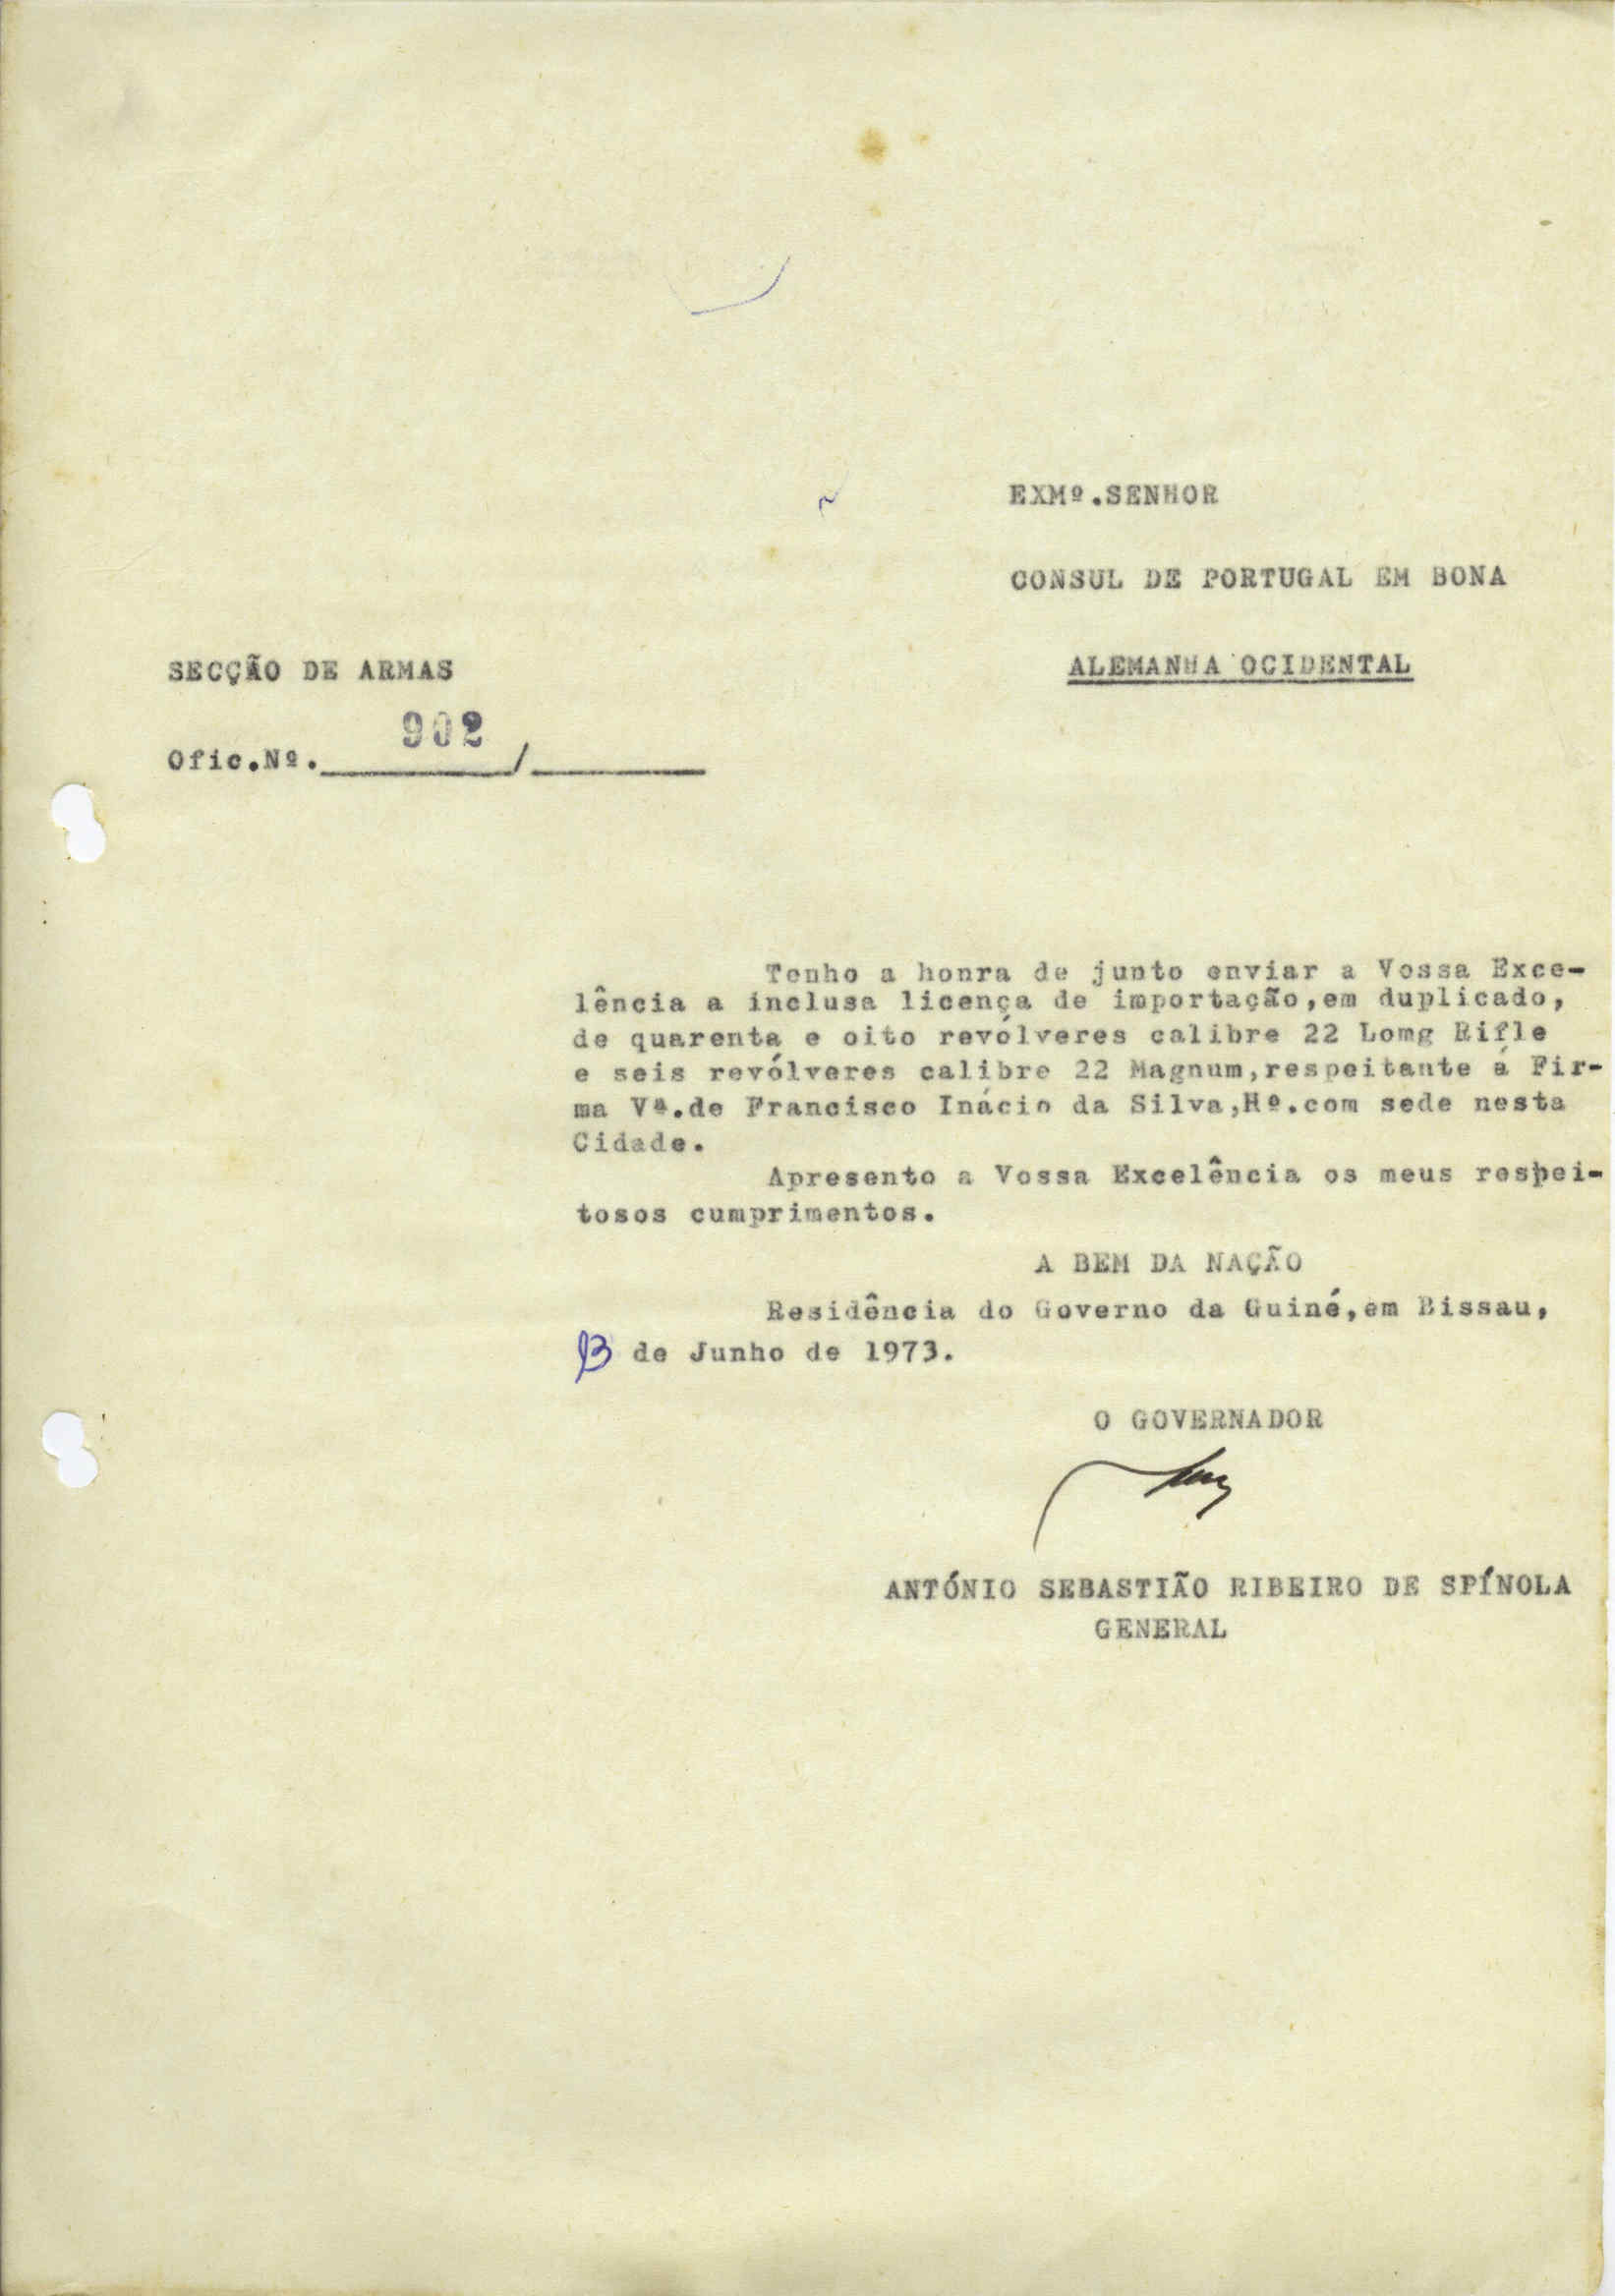 EXMº.SENHOR
CONSUL DE PORTUGAL EM BONA
ALEMANHA OCIDENTAL
SECÇÃO DE ARMAS
902
Ofic.Nº.__________/__________
Tenho a honra de junto enviar a Vossa Exce-
lência a inclusa licença de importação,em duplicado,
de quarenta e oito revólveres calibre 22 Lomg Rifle
e seis revólveres calibre 22 Magnum,respeitante á Fir-
ma Vª.de Francisco Inácio da Silva,Hº.com sede nesta
Cidade.
Apresento a Vossa Excelência os meus respei-
tosos cumprimentos.
A BEM DA NAÇÃO
Residência do Governo da Guiné,em Bissau,
13 de Junho de 1973.
O GOVERNADOR
ANTÓNIO SEBASTIÃO RIBEIRO DE SPÍNOLA
GENERAL